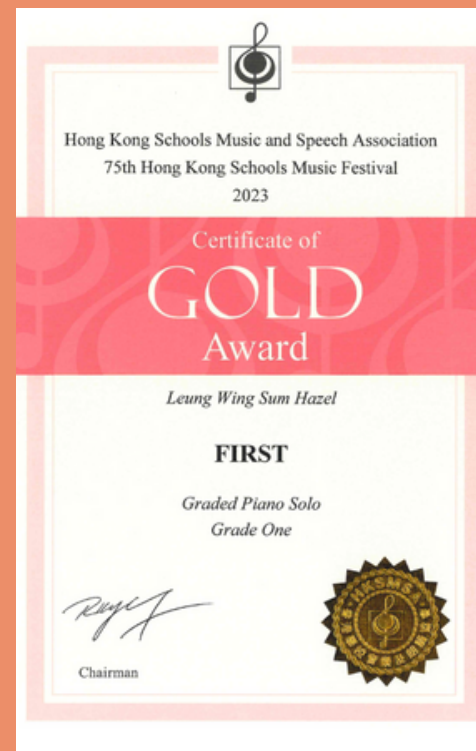 Hong Kong Schools Music and Speech Association
75th Hong Kong Schools Music Festival
2023
Certificate of
GOLD
Award
Leung Wing Sum Hazel
FIRST
Graded Piano Solo
Grade One
Chairman
HKSMSA